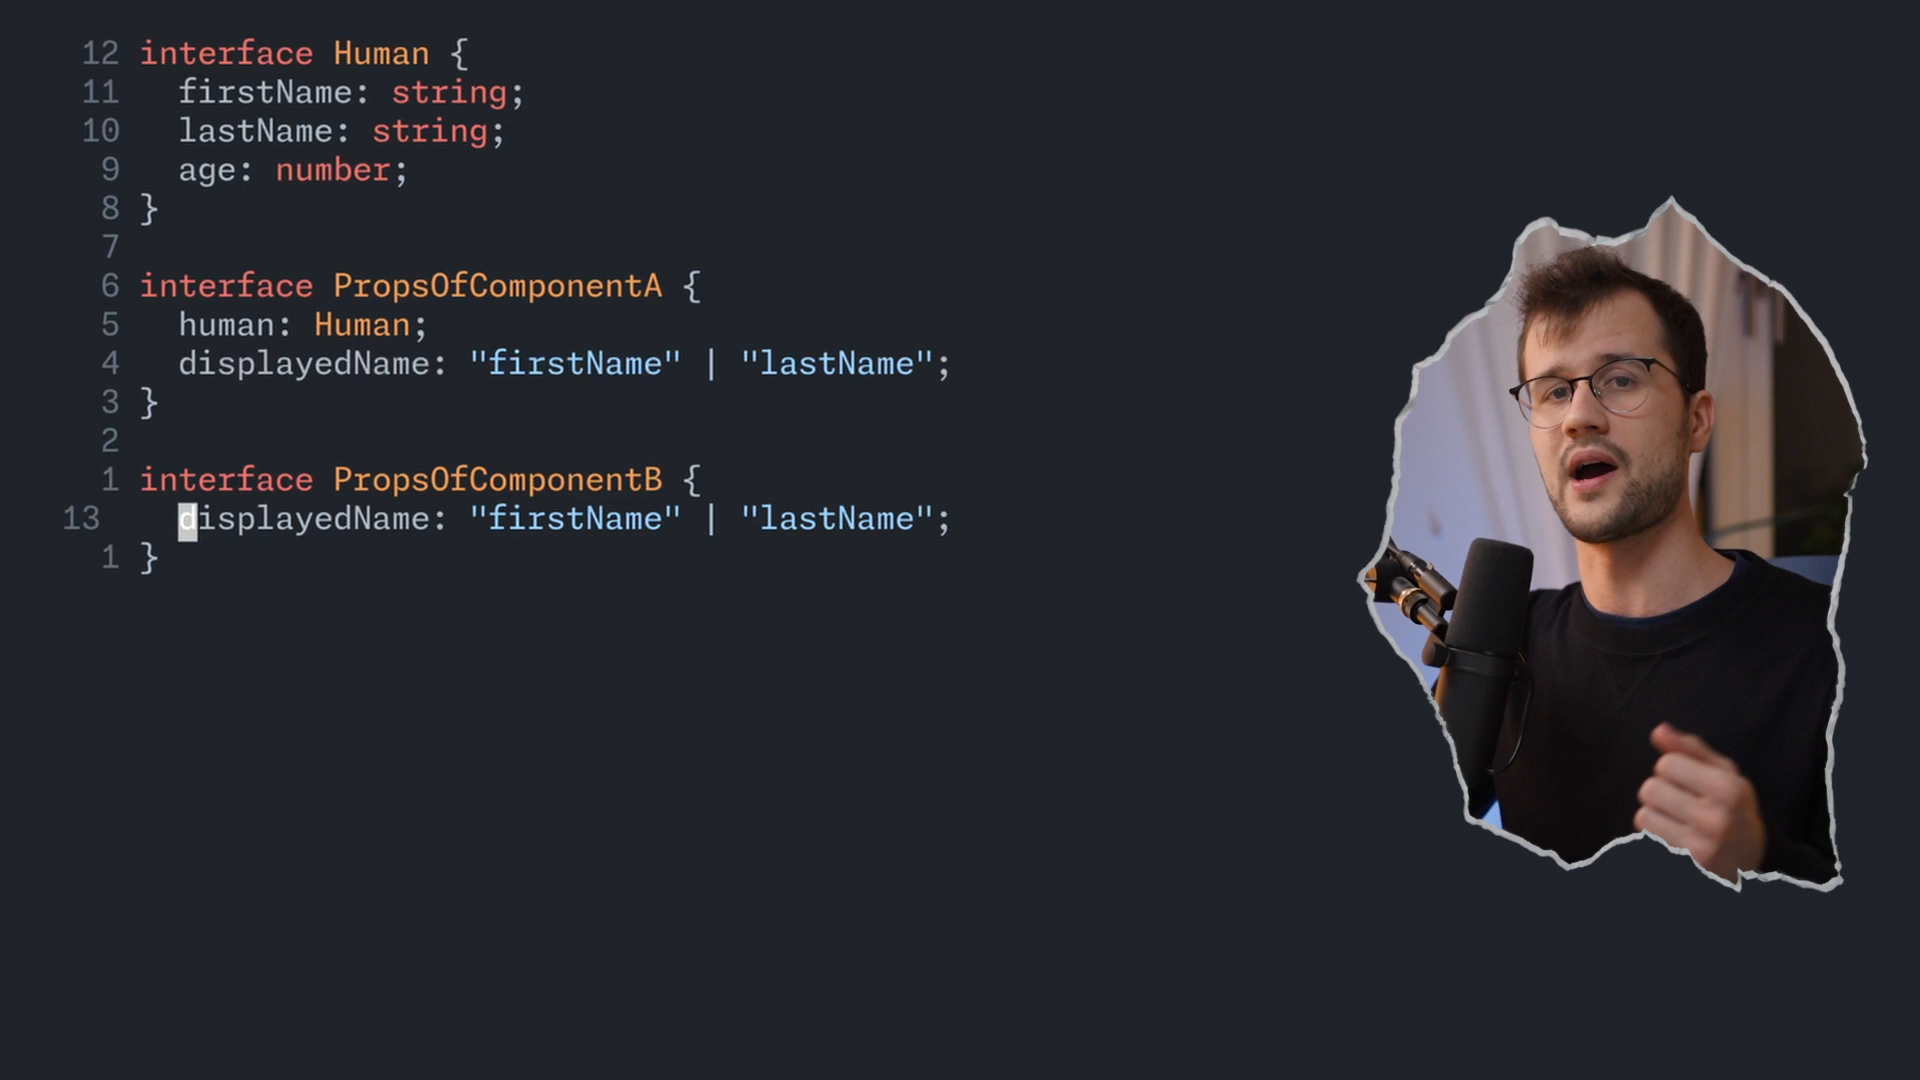 12 interface Human {
11 firstName: string;
10 lastName: string;
9 age: number;
8 }
7
6 interface PropsOfComponentA {
5 human: Human;
4 displayedName: "firstName" | "lastName";
3 }
2
1 interface PropsOfComponentB {
13 displayedName: "firstName" | "lastName";
1 }